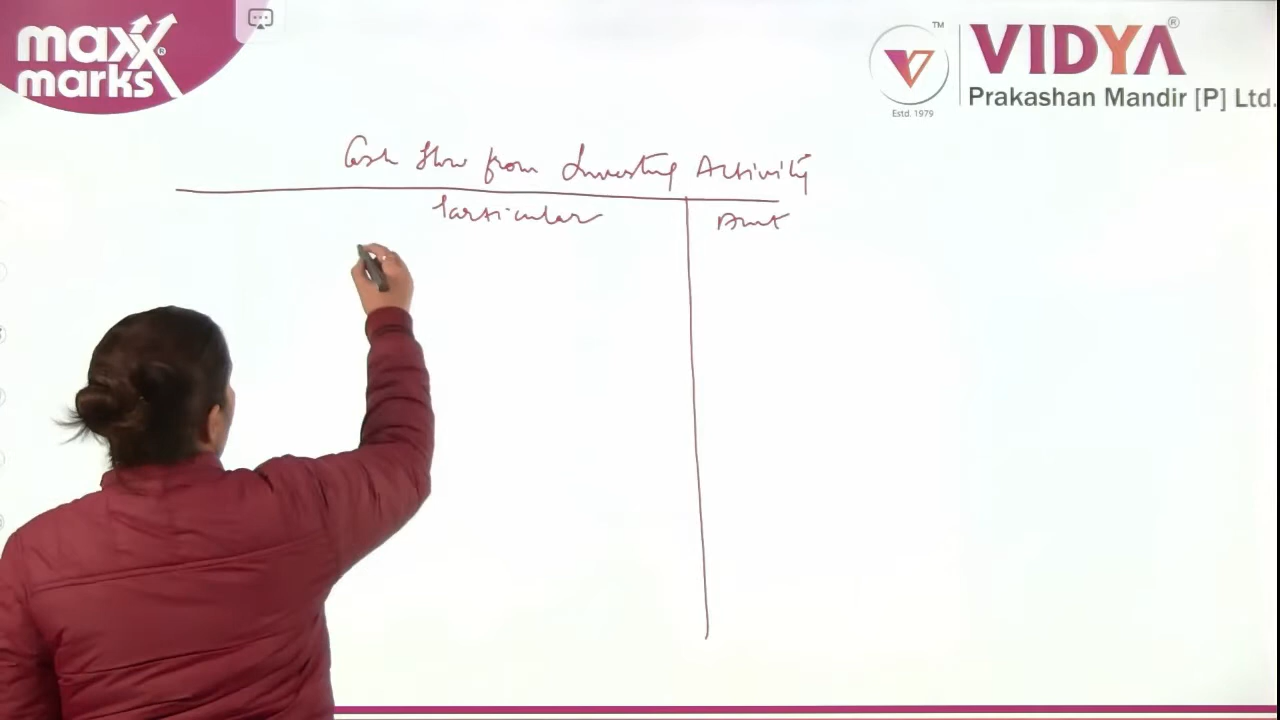 maxx
marks
VIDYA
Prakashan Mandir [P] Ltd.
Estd. 1979
Cash flow from Investing Activity
Particular
Amt